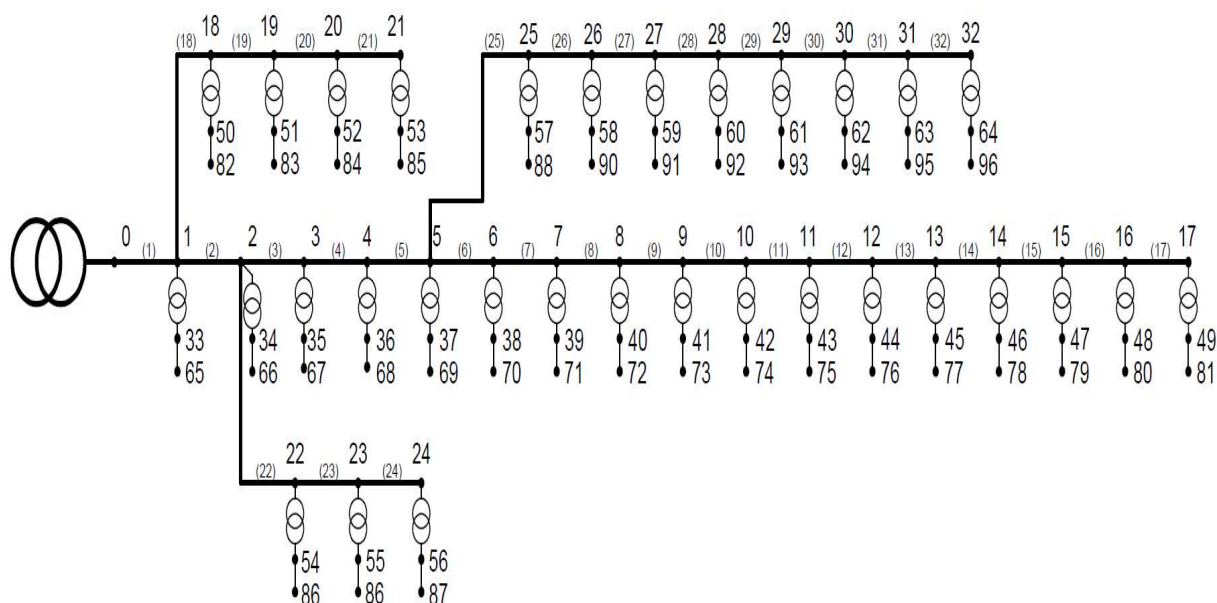 18 19 20 21 25 26 27 28 29 30 31 32
(18) (19) (20) (21) (25) (26) (27) (28) (29) (30) (31) (32)
50 51 52 53 57 58 59 60 61 62 63 64
82 83 84 85 88 90 91 92 93 94 95 96
0 1 2 3 4 5 6 7 8 9 10 11 12 13 14 15 16 17
(1) (2) (3) (4) (5) (6) (7) (8) (9) (10) (11) (12) (13) (14) (15) (16) (17)
33 34 35 36 37 38 39 40 41 42 43 44 45 46 47 48 49
65 66 67 68 69 70 71 72 73 74 75 76 77 78 79 80 81
22 23 24
(22) (23) (24)
54 55 56
86 86 87